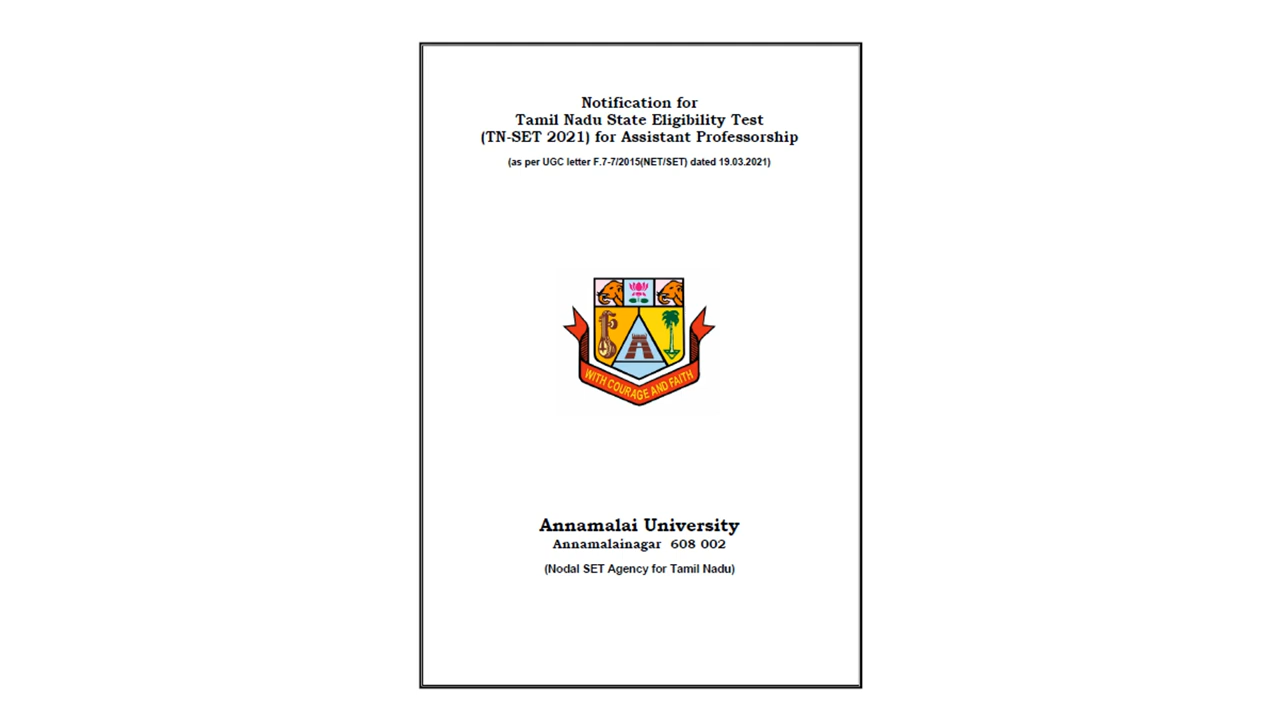 Notification for
Tamil Nadu State Eligibility Test
(TN-SET 2021) for Assistant Professorship
(as per UGC letter F.7-7/2015(NET/SET) dated 19.03.2021)
WITH COURAGE AND FAITH
Annamalai University
Annamalainagar 608 002
(Nodal SET Agency for Tamil Nadu)